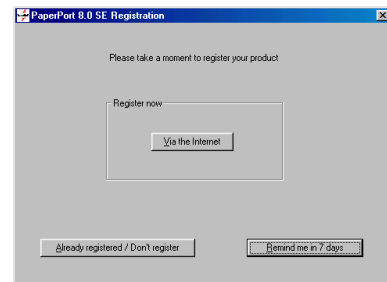 PaperPort 8.0 SE Registration
Please take a moment to register your product
Register now
Via the Internet
Already registered / Don't register
Remind me in 7 days